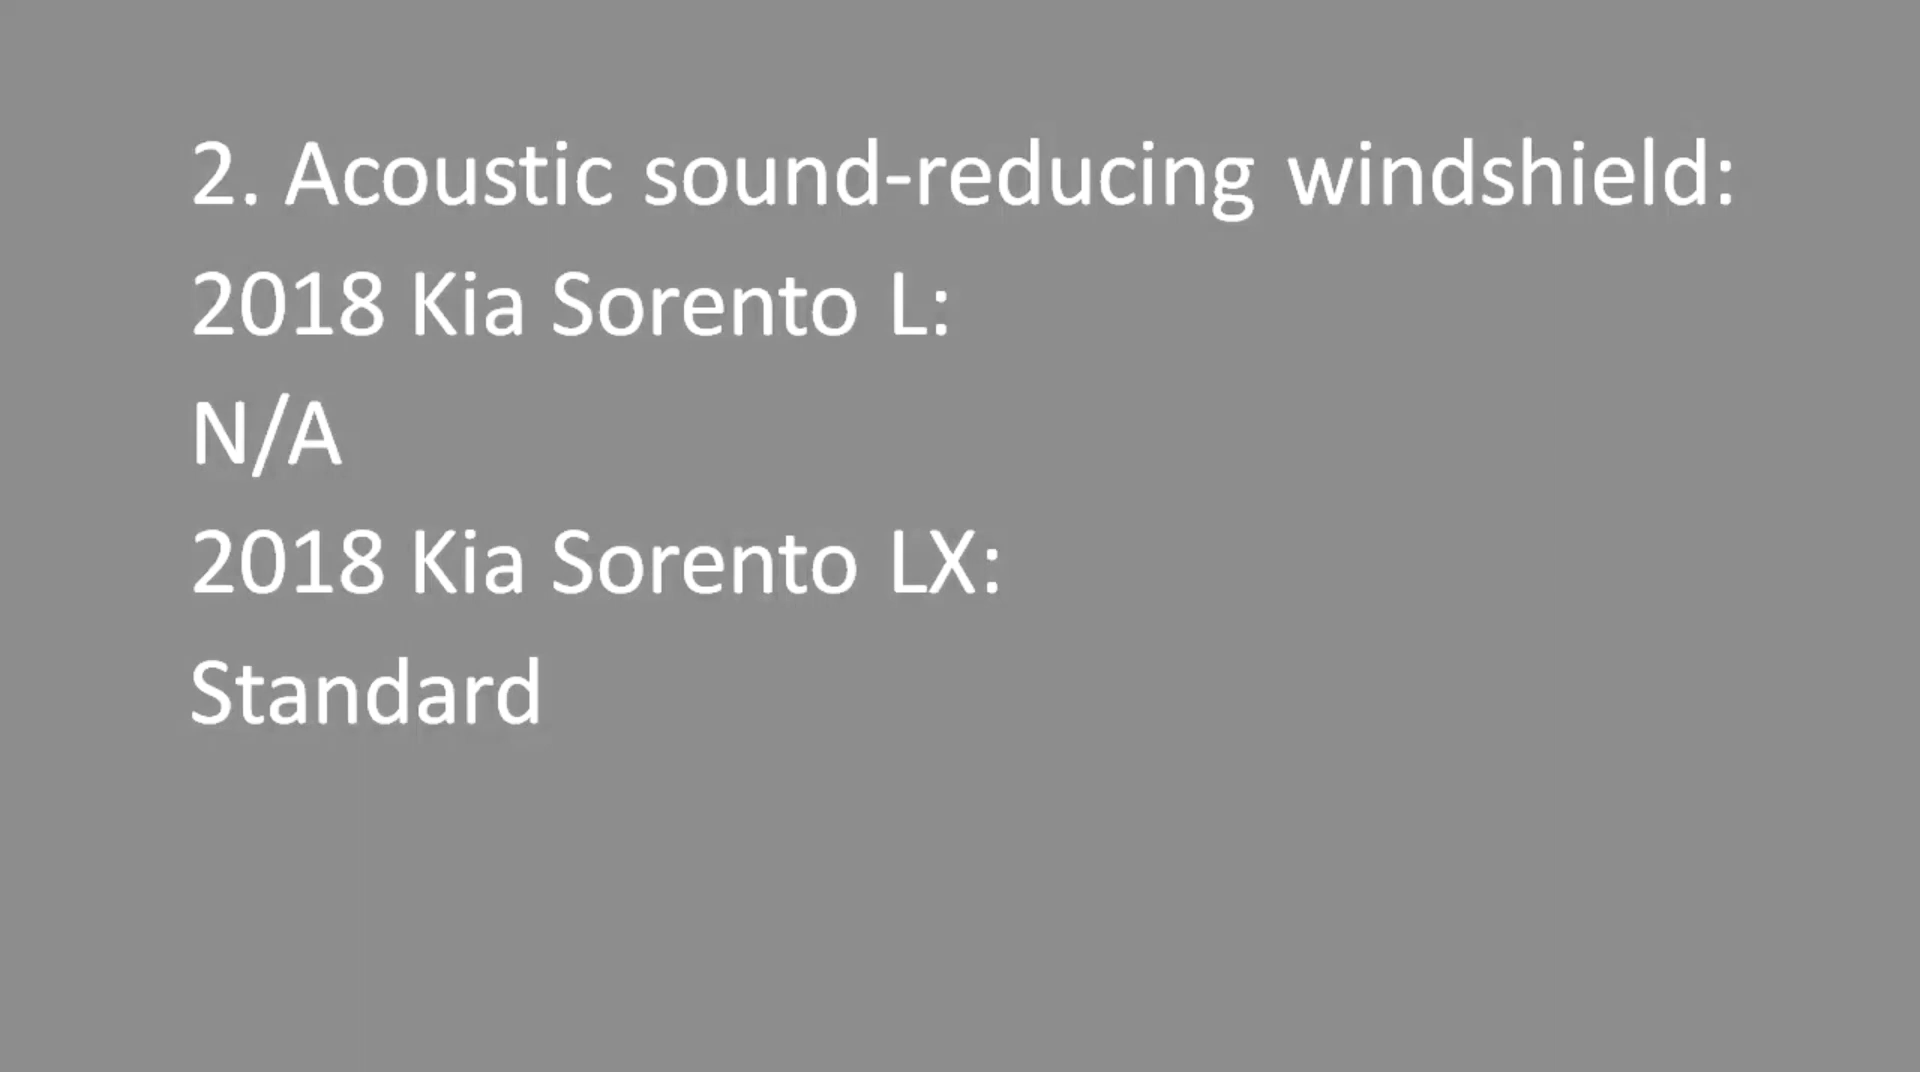 2. Acoustic sound-reducing windshield:
2018 Kia Sorento L:
N/A
2018 Kia Sorento LX:
Standard